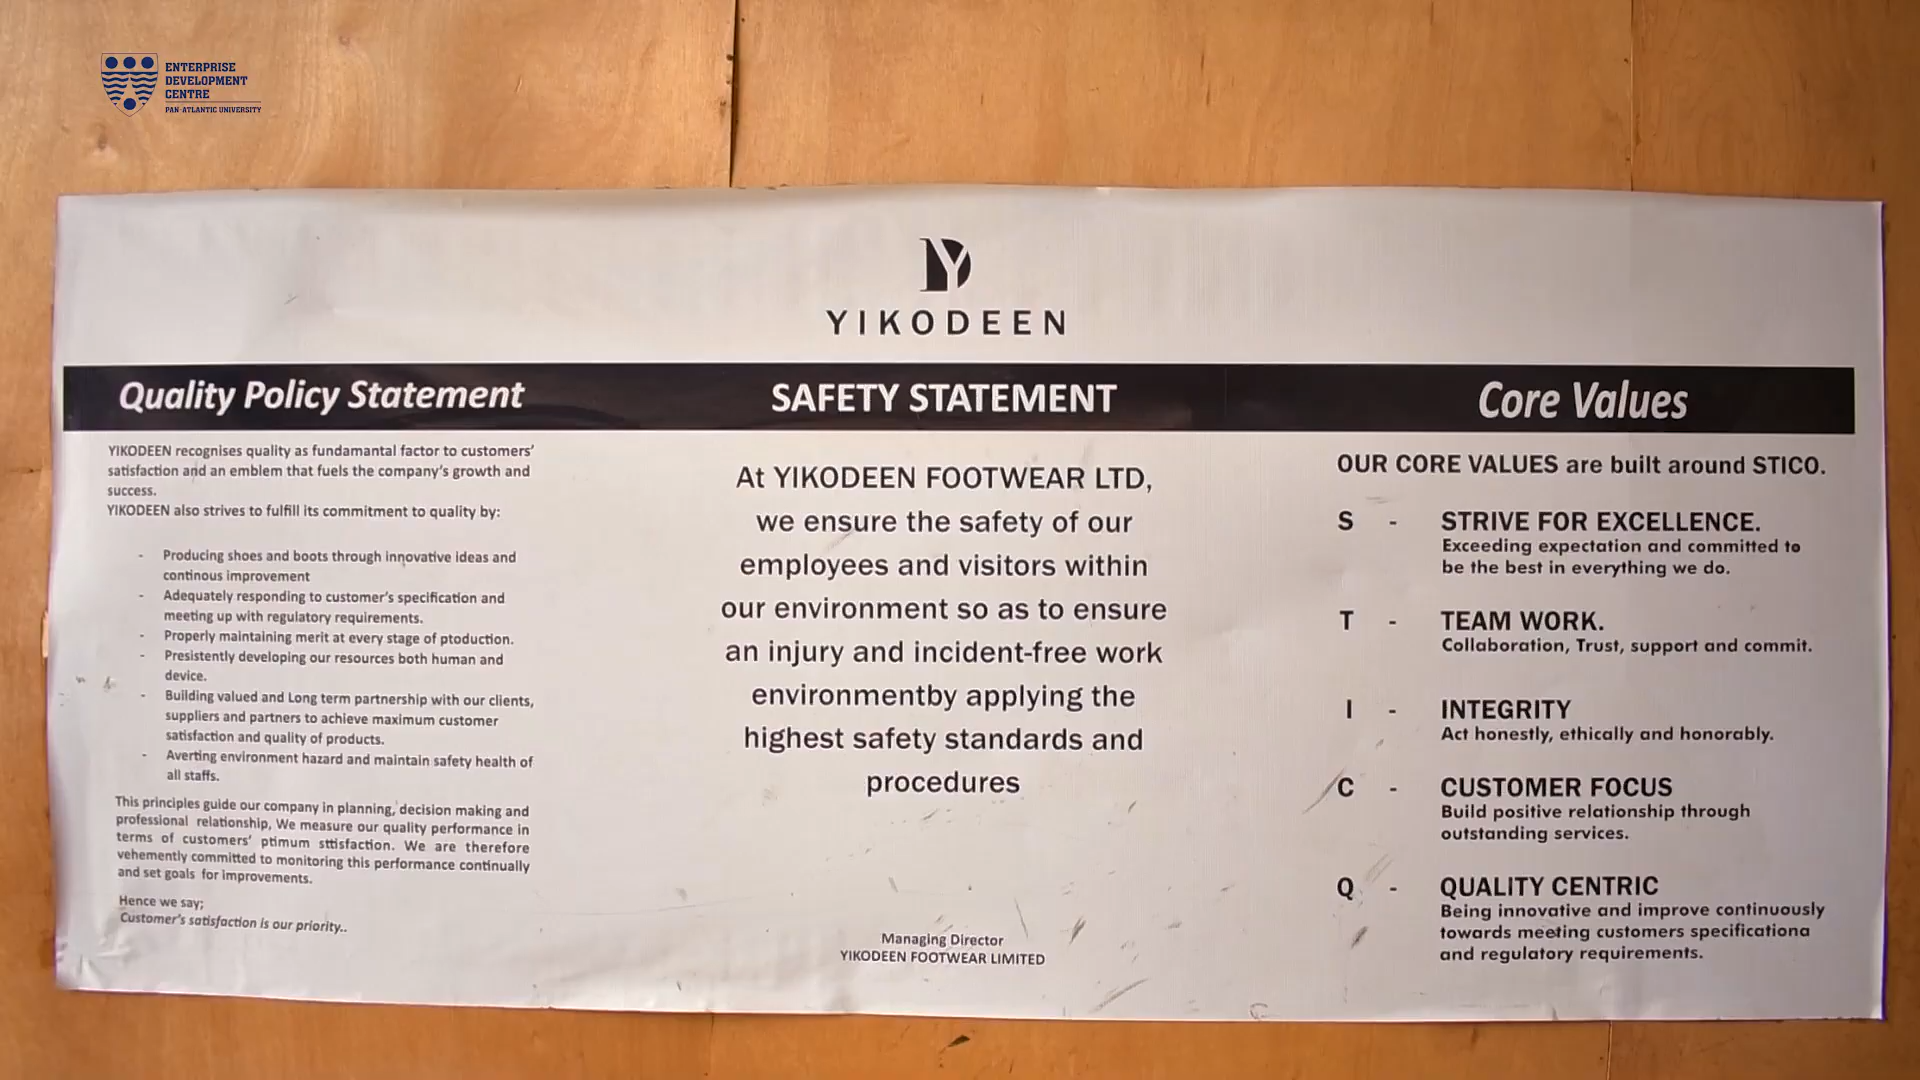 ENTERPRISE
DEVELOPMENT
CENTRE
PAN-ATLANTIC UNIVERSITY
YIKODEEN
Quality Policy Statement
YIKODEEN recognises quality as fundamantal factor to customers'
satisfaction and an emblem that fuels the company's growth and
success.
YIKODEEN also strives to fulfill its commitment to quality by:
- Producing shoes and boots through innovative ideas and
continous improvement
- Adequately responding to customer's specification and
meeting up with regulatory requirements.
- Properly maintaining merit at every stage of ptoduction.
- Presistently developing our resources both human and
device.
- Building valued and Long term partnership with our clients,
suppliers and partners to achieve maximum customer
satisfaction and quality of products.
- Averting environment hazard and maintain safety health of
all staffs.
This principles guide our company in planning, decision making and
professional relationship, We measure our quality performance in
terms of customers' ptimum sttisfaction. We are therefore
vehemently committed to monitoring this performance continually
and set goals for improvements.
Hence we say;
Customer's satisfaction is our priority..
SAFETY STATEMENT
At YIKODEEN FOOTWEAR LTD,
we ensure the safety of our
employees and visitors within
our environment so as to ensure
an injury and incident-free work
environmentby applying the
highest safety standards and
procedures
Managing Director
YIKODEEN FOOTWEAR LIMITED
Core Values
OUR CORE VALUES are built around STICO.
S - STRIVE FOR EXCELLENCE.
Exceeding expectation and committed to
be the best in everything we do.
T - TEAM WORK.
Collaboration, Trust, support and commit.
I - INTEGRITY
Act honestly, ethically and honorably.
C - CUSTOMER FOCUS
Build positive relationship through
outstanding services.
Q - QUALITY CENTRIC
Being innovative and improve continuously
towards meeting customers specificationa
and regulatory requirements.